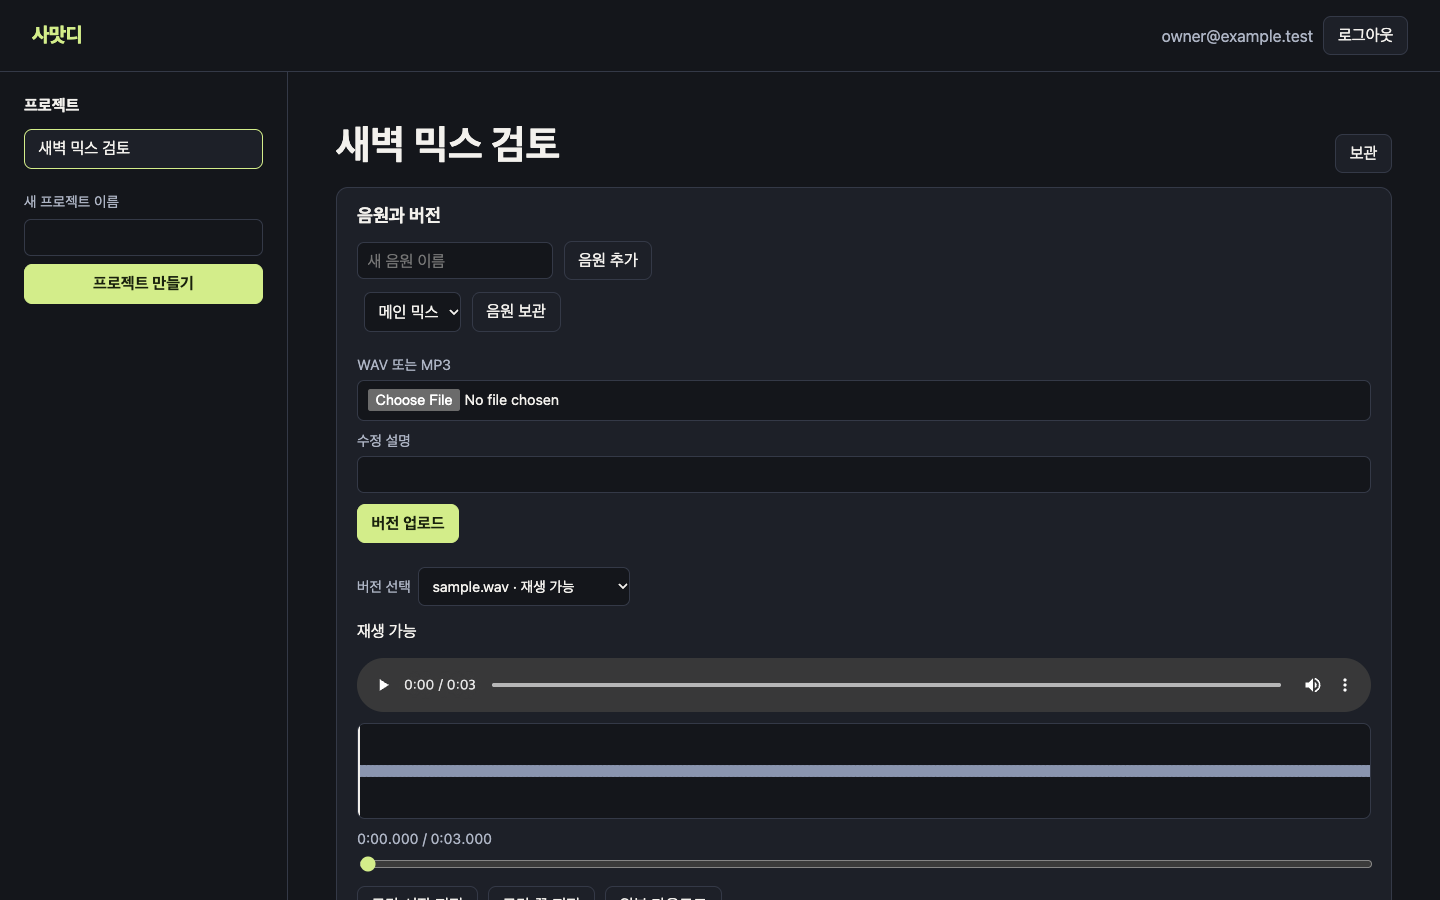 사맛디
owner@example.test
로그아웃
프로젝트
새벽 믹스 검토
새 프로젝트 이름
프로젝트 만들기
새벽 믹스 검토
보관
음원과 버전
새 음원 이름
음원 추가
메인 믹스
음원 보관
WAV 또는 MP3
Choose File No file chosen
수정 설명
버전 업로드
버전 선택
sample.wav · 재생 가능
재생 가능
0:00 / 0:03
0:00.000 / 0:03.000